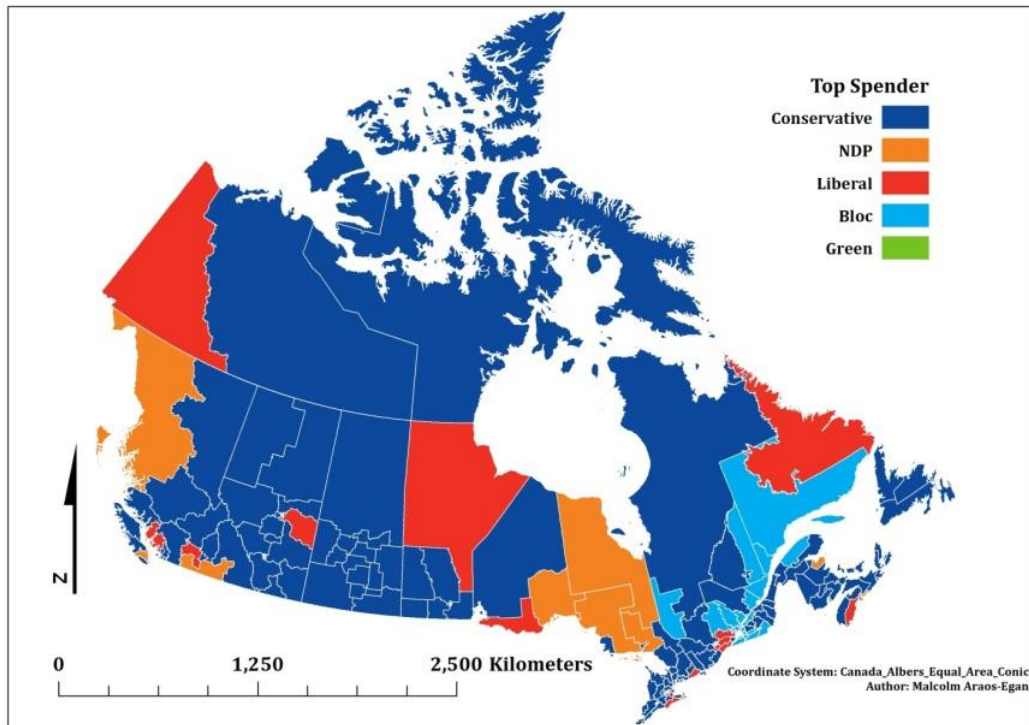 Top Spender
Conservative
NDP
Liberal
Bloc
Green
N
0 1,250 2,500 Kilometers
Coordinate System: Canada_Albers_Equal_Area_Conic
Author: Malcolm Araos-Egan